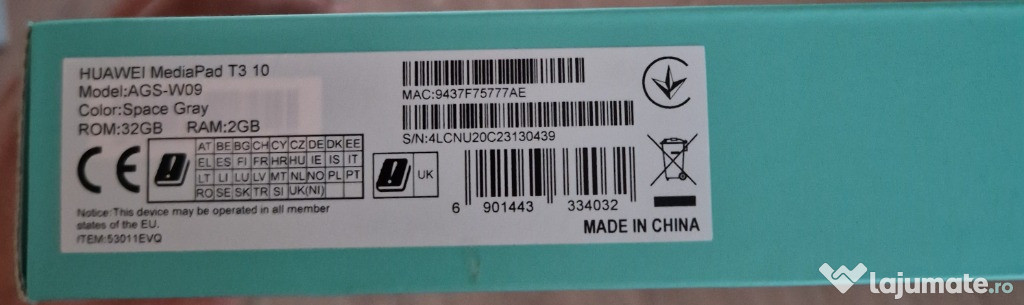 HUAWEI MediaPad T3 10
Model:AGS-W09
Color:Space Gray
ROM:32GB RAM:2GB
CE
AT BE BG CH CY CZ DE DK EE
EL ES FI FR HR HU IE IS IT
LT LI LU LV MT NL NO PL PT
RO SE SK TR SI UK(NI)
UK
Notice:This device may be operated in all member
states of the EU.
ITEM:53011EVQ
MAC:9437F75777AE
S/N:4LCNU20C23130439
6 901443 334032
MADE IN CHINA
lajumate.ro